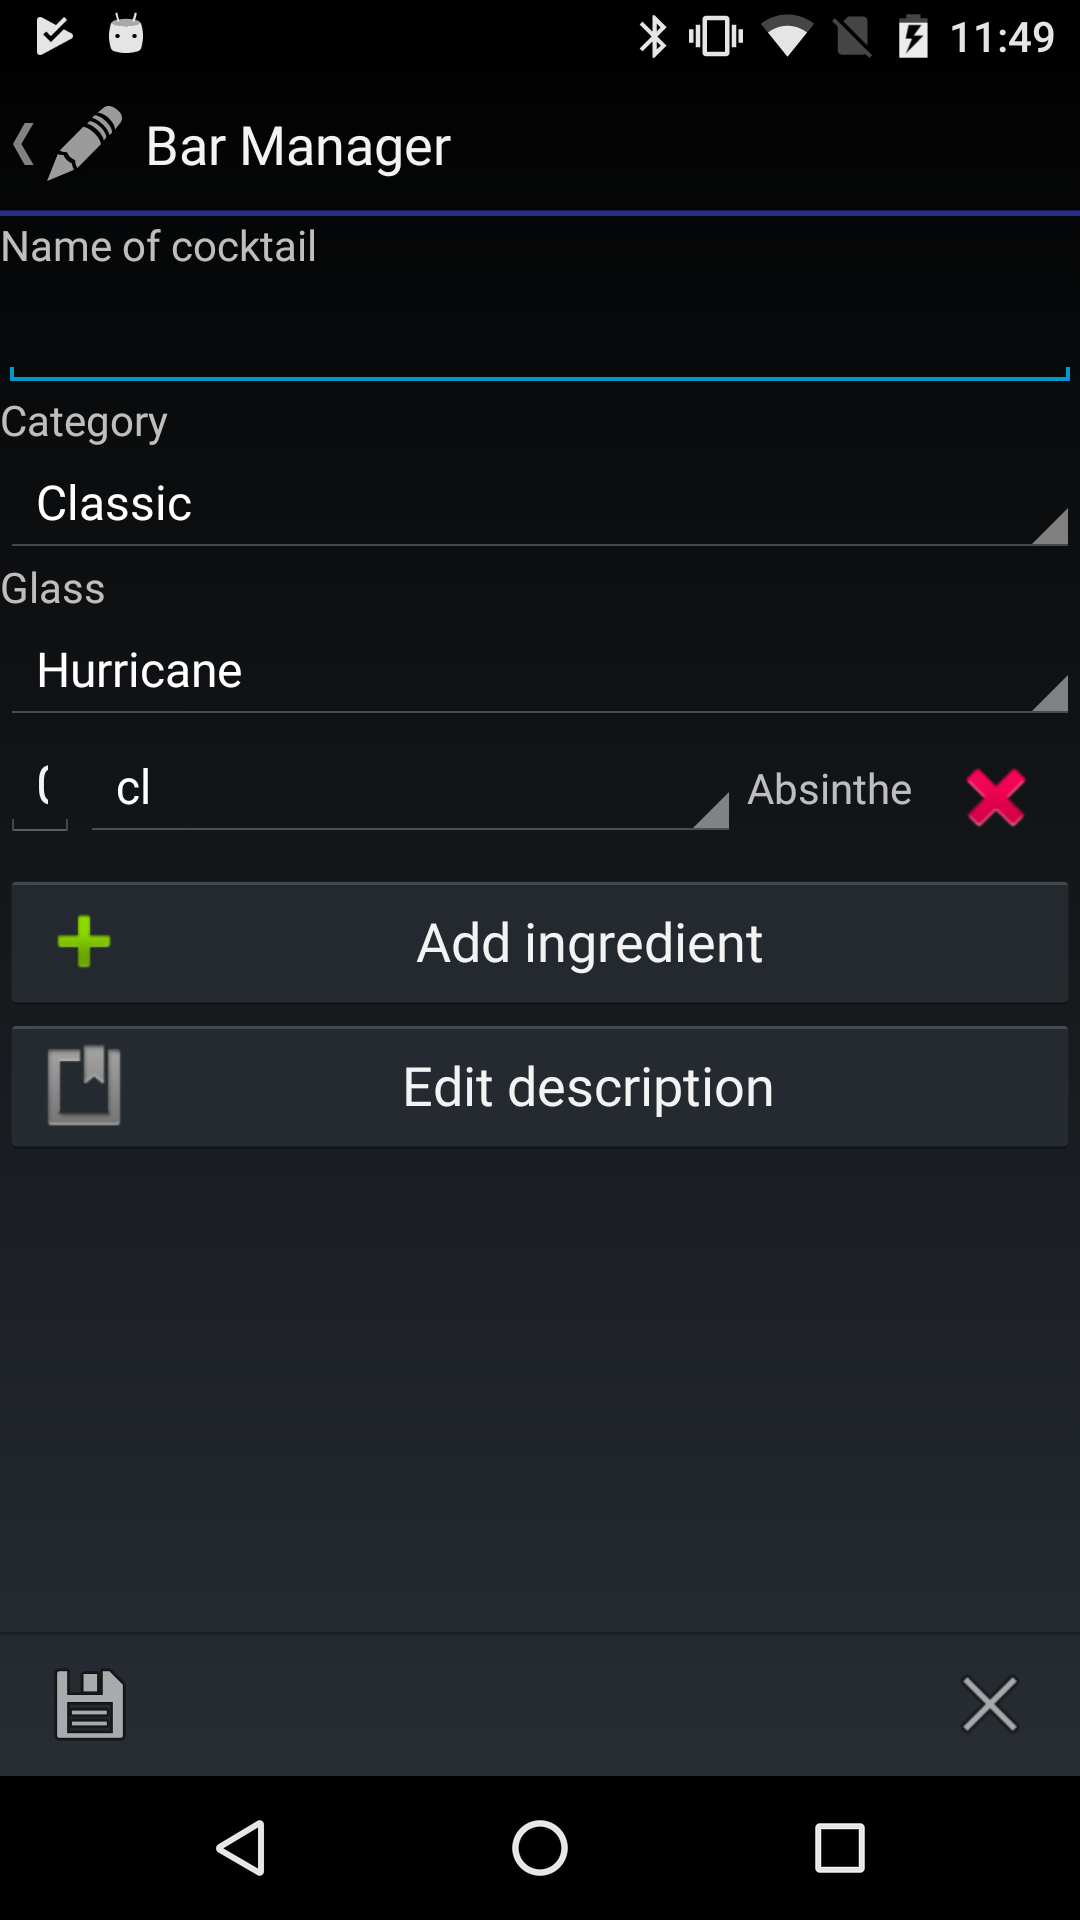 11:49
Bar Manager
Name of cocktail
Category
Classic
Glass
Hurricane
cl Absinthe
Add ingredient
Edit description